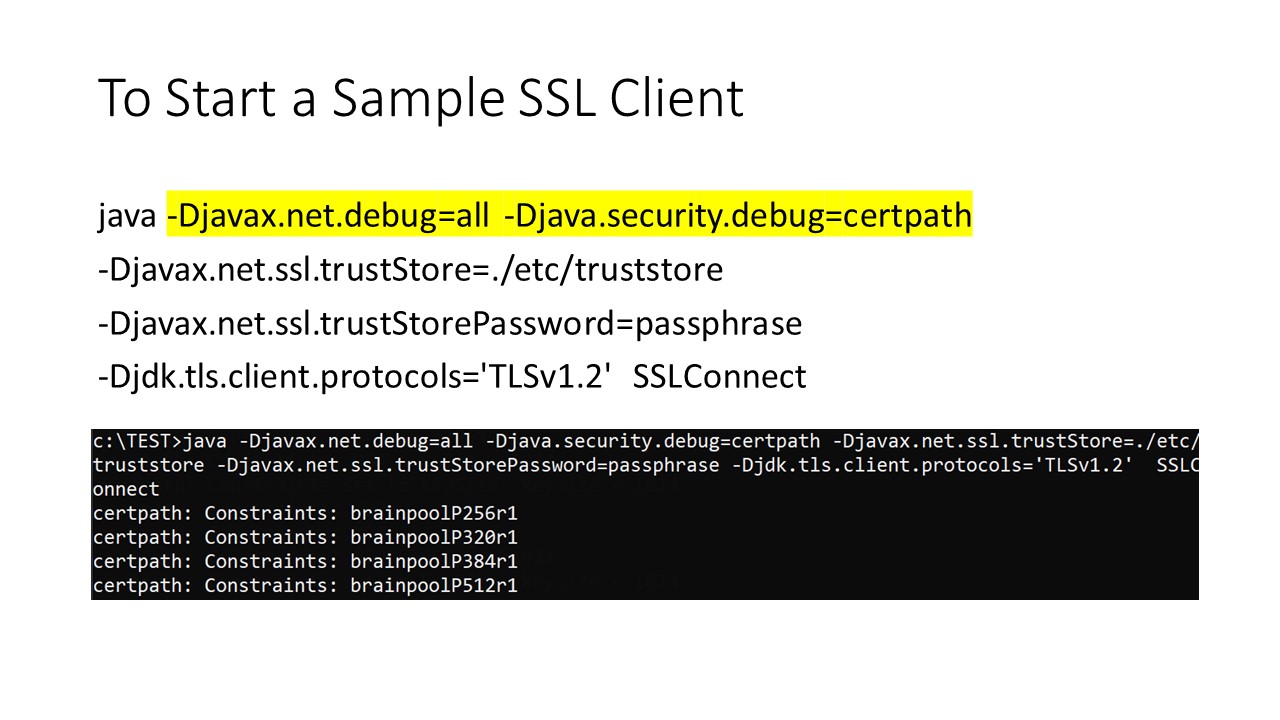 To Start a Sample SSL Client
java -Djavax.net.debug=all -Djava.security.debug=certpath
-Djavax.net.ssl.trustStore=./etc/truststore
-Djavax.net.ssl.trustStorePassword=passphrase
-Djdk.tls.client.protocols='TLSv1.2' SSLConnect
c:\TEST>java -Djavax.net.debug=all -Djava.security.debug=certpath -Djavax.net.ssl.trustStore=./etc/
truststore -Djavax.net.ssl.trustStorePassword=passphrase -Djdk.tls.client.protocols='TLSv1.2' SSLC
onnect
certpath: Constraints: brainpoolP256r1
certpath: Constraints: brainpoolP320r1
certpath: Constraints: brainpoolP384r1
certpath: Constraints: brainpoolP512r1